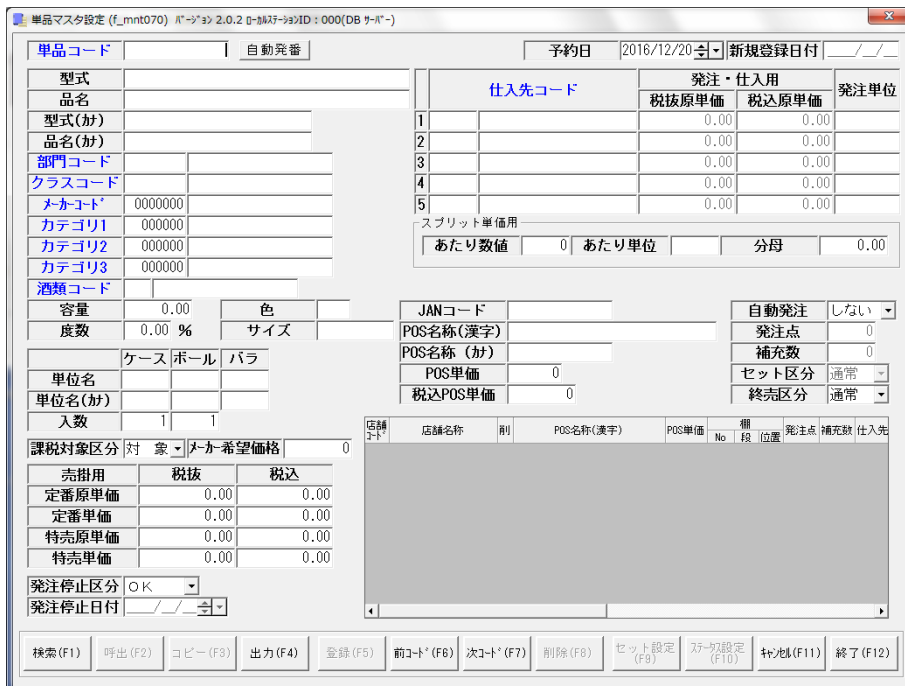 単品マスタ設定 (f_mnt070) ﾊﾞｰｼﾞｮﾝ 2.0.2 ﾛｰｶﾙｽﾃｰｼｮﾝID：000(DB ｻｰﾊﾞｰ)
単品コード 自動発番 予約日 2016/12/20 新規登録日付 __/__/__
型式
品名
型式(ｶﾅ)
品名(ｶﾅ)
部門コード
クラスコード
ﾒｰｶｰｺｰﾄﾞ 0000000
カテゴリ1 000000
カテゴリ2 000000
カテゴリ3 000000
酒類コード
容量 0.00 色
度数 0.00 % サイズ
仕入先コード 発注・仕入用 発注単位
税抜原単価 税込原単価
1 0.00 0.00
2 0.00 0.00
3 0.00 0.00
4 0.00 0.00
5 0.00 0.00
スプリット単価用
あたり数値 0 あたり単位 分母 0.00
JANコード
POS名称(漢字)
POS名称 (ｶﾅ)
POS単価 0
税込POS単価 0
自動発注 しない
発注点 0
補充数 0
セット区分 通常
終売区分 通常
ケース ボール バラ
単位名
単位名(ｶﾅ)
入数 1 1
課税対象区分 対 象 ﾒｰｶｰ希望価格 0
売掛用 税抜 税込
定番原単価 0.00 0.00
定番単価 0.00 0.00
特売原単価 0.00 0.00
特売単価 0.00 0.00
発注停止区分 ＯＫ
発注停止日付 __/__/__
店舗ｺｰﾄﾞ 店舗名称 削 POS名称(漢字) POS単価 棚 発注点 補充数 仕入先
No 段 位置
検索(F1) 呼出(F2) コピー(F3) 出力(F4) 登録(F5) 前ｺｰﾄﾞ(F6) 次ｺｰﾄﾞ(F7) 削除(F8) セット設定(F9) ｽﾃｰﾀｽ設定(F10) ｷｬﾝｾﾙ(F11) 終了(F12)